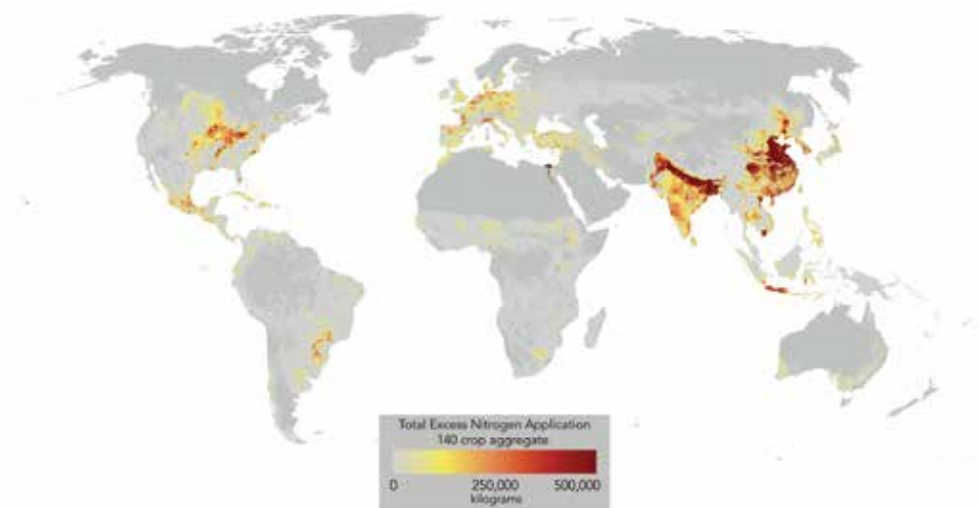 Total Excess Nitrogen Application
140 crop aggregate
0 250,000 500,000
kilograms